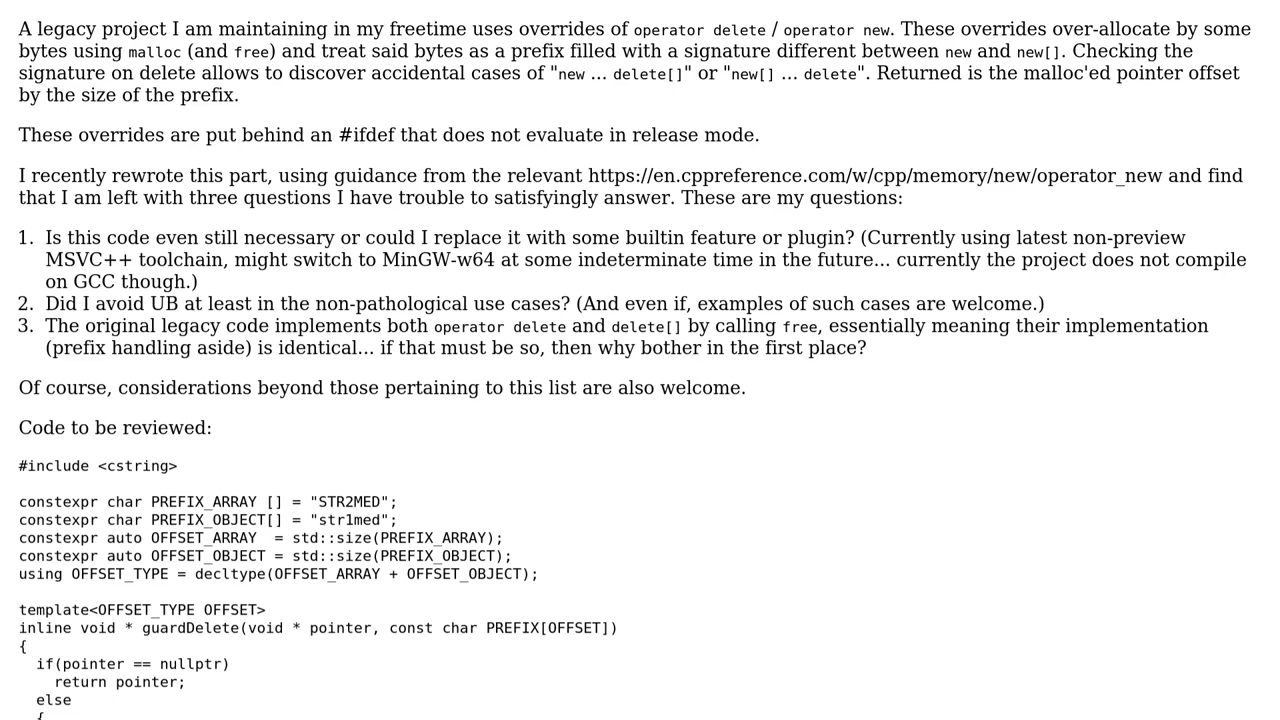 A legacy project I am maintaining in my freetime uses overrides of operator delete / operator new. These overrides over-allocate by some
bytes using malloc (and free) and treat said bytes as a prefix filled with a signature different between new and new[]. Checking the
signature on delete allows to discover accidental cases of "new … delete[]" or "new[] … delete". Returned is the malloc'ed pointer offset
by the size of the prefix.
These overrides are put behind an #ifdef that does not evaluate in release mode.
I recently rewrote this part, using guidance from the relevant https://en.cppreference.com/w/cpp/memory/new/operator_new and find
that I am left with three questions I have trouble to satisfyingly answer. These are my questions:
1. Is this code even still necessary or could I replace it with some builtin feature or plugin? (Currently using latest non-preview
MSVC++ toolchain, might switch to MinGW-w64 at some indeterminate time in the future… currently the project does not compile
on GCC though.)
2. Did I avoid UB at least in the non-pathological use cases? (And even if, examples of such cases are welcome.)
3. The original legacy code implements both operator delete and delete[] by calling free, essentially meaning their implementation
(prefix handling aside) is identical… if that must be so, then why bother in the first place?
Of course, considerations beyond those pertaining to this list are also welcome.
Code to be reviewed:
#include <cstring>
constexpr char PREFIX_ARRAY [] = "STR2MED";
constexpr char PREFIX_OBJECT[] = "str1med";
constexpr auto OFFSET_ARRAY  = std::size(PREFIX_ARRAY);
constexpr auto OFFSET_OBJECT = std::size(PREFIX_OBJECT);
using OFFSET_TYPE = decltype(OFFSET_ARRAY + OFFSET_OBJECT);
template<OFFSET_TYPE OFFSET>
inline void * guardDelete(void * pointer, const char PREFIX[OFFSET])
{
  if(pointer == nullptr)
    return pointer;
  else
  {